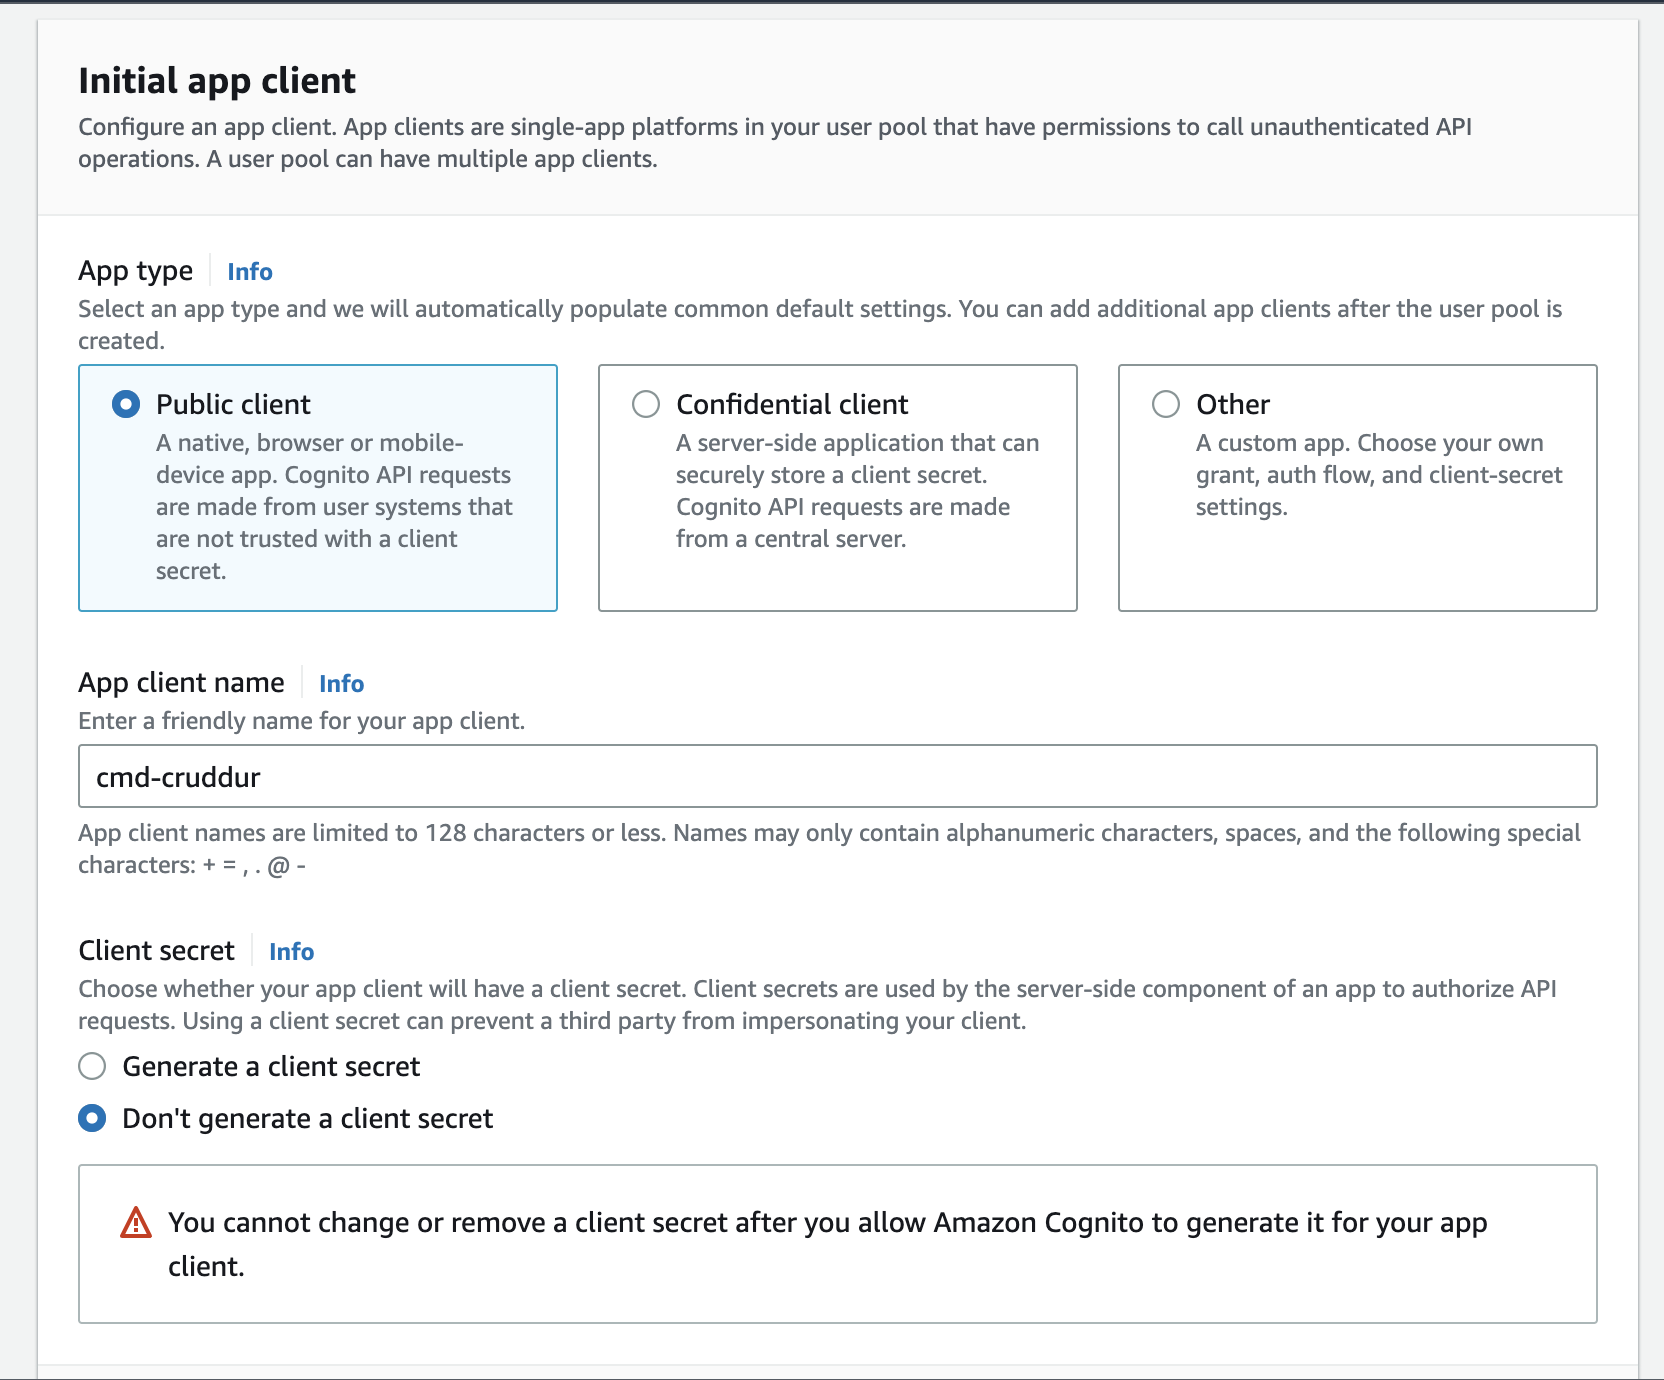 Initial app client
Configure an app client. App clients are single-app platforms in your user pool that have permissions to call unauthenticated API
operations. A user pool can have multiple app clients.
App type Info
Select an app type and we will automatically populate common default settings. You can add additional app clients after the user pool is
created.
Public client
A native, browser or mobile-
device app. Cognito API requests
are made from user systems that
are not trusted with a client
secret.
Confidential client
A server-side application that can
securely store a client secret.
Cognito API requests are made
from a central server.
Other
A custom app. Choose your own
grant, auth flow, and client-secret
settings.
App client name Info
Enter a friendly name for your app client.
cmd-cruddur
App client names are limited to 128 characters or less. Names may only contain alphanumeric characters, spaces, and the following special
characters: + = , . @ -
Client secret Info
Choose whether your app client will have a client secret. Client secrets are used by the server-side component of an app to authorize API
requests. Using a client secret can prevent a third party from impersonating your client.
Generate a client secret
Don't generate a client secret
You cannot change or remove a client secret after you allow Amazon Cognito to generate it for your app
client.